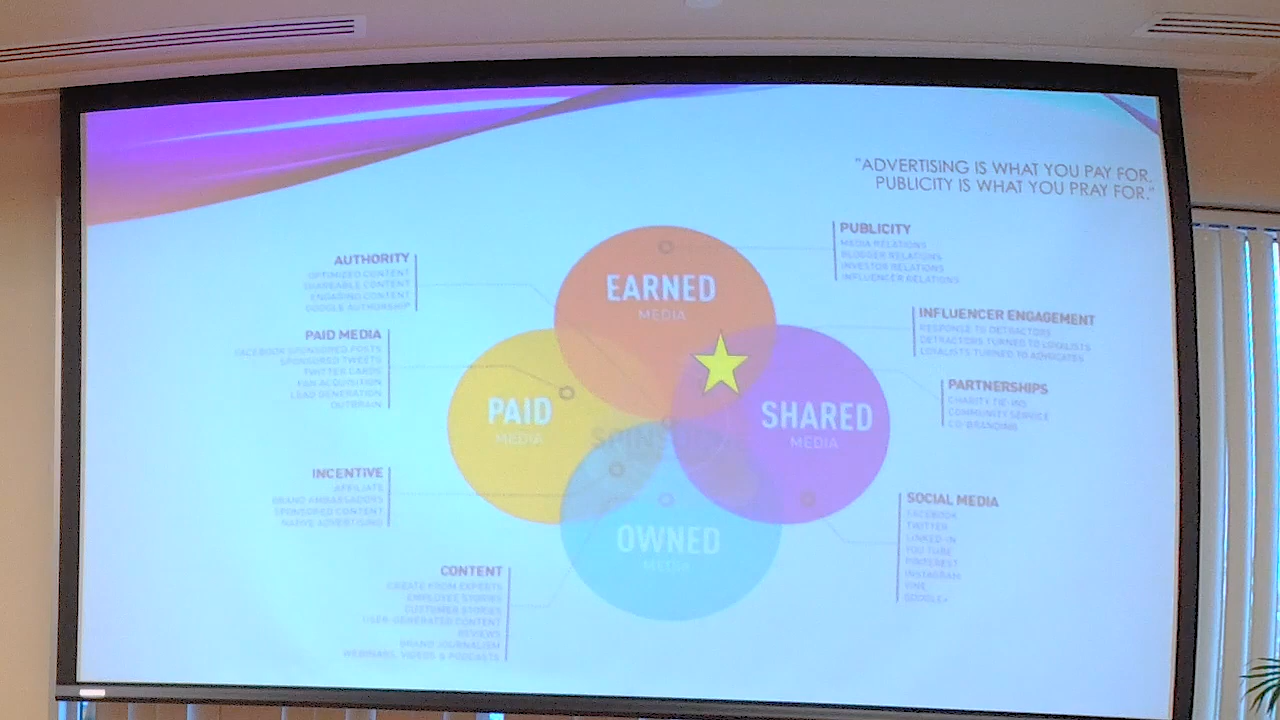 "ADVERTISING IS WHAT YOU PAY FOR.
PUBLICITY IS WHAT YOU PRAY FOR."
PUBLICITY
MEDIA RELATIONS
BLOGGER RELATIONS
INVESTOR RELATIONS
INFLUENCER RELATIONS
EARNED
MEDIA
AUTHORITY
OPTIMIZED CONTENT
SHAREABLE CONTENT
ENGAGING CONTENT
GOOGLE AUTHORSHIP
INFLUENCER ENGAGEMENT
RESPONSE TO DETRACTORS
DETRACTORS TURNED TO LOYALISTS
LOYALISTS TURNED TO ADVOCATES
PAID MEDIA
FACEBOOK SPONSORED POSTS
SPONSORED TWEETS
TWITTER CARDS
FAN ACQUISITION
LEAD GENERATION
OUTBRAIN
PARTNERSHIPS
CHARITY TIE-INS
COMMUNITY SERVICE
CO-BRANDING
PAID
MEDIA
SHARED
MEDIA
INCENTIVE
AFFILIATE
BRAND AMBASSADORS
SPONSORED CONTENT
NATIVE ADVERTISING
SOCIAL MEDIA
FACEBOOK
TWITTER
LINKED-IN
YOU TUBE
PINTEREST
INSTAGRAM
VINE
GOOGLE+
OWNED
MEDIA
CONTENT
CREATE FROM EXPERTS
EMPLOYEE STORIES
CUSTOMER STORIES
USER-GENERATED CONTENT
REVIEWS
BRAND JOURNALISM
WEBINARS, VIDEOS & PODCASTS